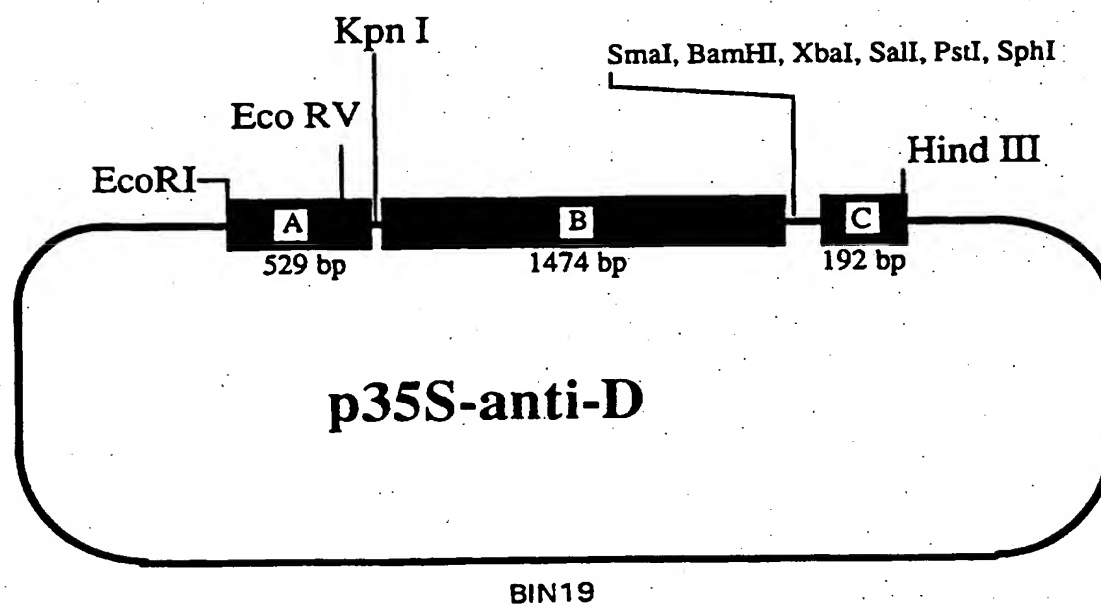 Kpn I
SmaI, BamHI, XbaI, SalI, PstI, SphI
Eco RV
Hind III
EcoRI
A
B
C
529 bp
1474 bp
192 bp
p35S-anti-D
BIN19